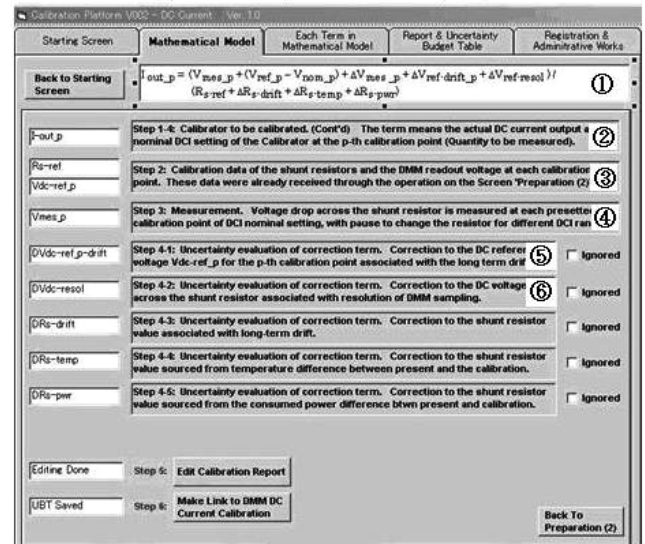 Calibration Platform V002 - DC Current Ver. 1.0
Starting Screen
Mathematical Model
Each Term in
Mathematical Model
Report & Uncertainty
Budget Table
Registration &
Adminitrative Works
Back to Starting
Screen
I out_p = (Vmes_p + (Vref_p − Vnom_p) + ΔVmes_p + ΔVref·drift_p + ΔVref·resol )/
(Rs·ref + ΔRs·drift + ΔRs·temp + ΔRs·pwr)
①
I-out_p
Step 1-4: Calibrator to be calibrated. (Cont'd) The term means the actual DC current output a
nominal DCI setting of the Calibrator at the p-th calibration point (Quantity to be measured).
②
Rs-ref
Vdc-ref_p
Step 2: Calibration data of the shunt resistors and the DMM readout voltage at each calibration
point. These data were already received through the operation on the Screen "Preparation (2)
③
Vmes_p
Step 3: Measurement. Voltage drop across the shunt resistor is measured at each presette
calibration point of DCI nominal setting, with pause to change the resistor for different DCI ran
④
DVdc-ref_p-drift
Step 4-1: Uncertainty evaluation of correction term. Correction to the DC referen
voltage Vdc-ref_p for the p-th calibration point associated with the long term drif
⑤
Ignored
DVdc-resol
Step 4-2: Uncertainty evaluation of correction term. Correction to the DC voltage
across the shunt resistor associated with resolution of DMM sampling.
⑥
Ignored
DRs-drift
Step 4-3: Uncertainty evaluation of correction term. Correction to the shunt resistor
value associated with long-term drift.
Ignored
DRs-temp
Step 4-4: Uncertainty evaluation of correction term. Correction to the shunt resistor
value sourced from temperature difference between present and the calibration.
Ignored
DRs-pwr
Step 4-5: Uncertainty evaluation of correction term. Correction to the shunt resistor
value sourced from the consumed power difference btwn present and calibration.
Ignored
Editing Done
Step 5:
Edit Calibration Report
UBT Saved
Step 6:
Make Link to DMM DC
Current Calibration
Back To
Preparation (2)